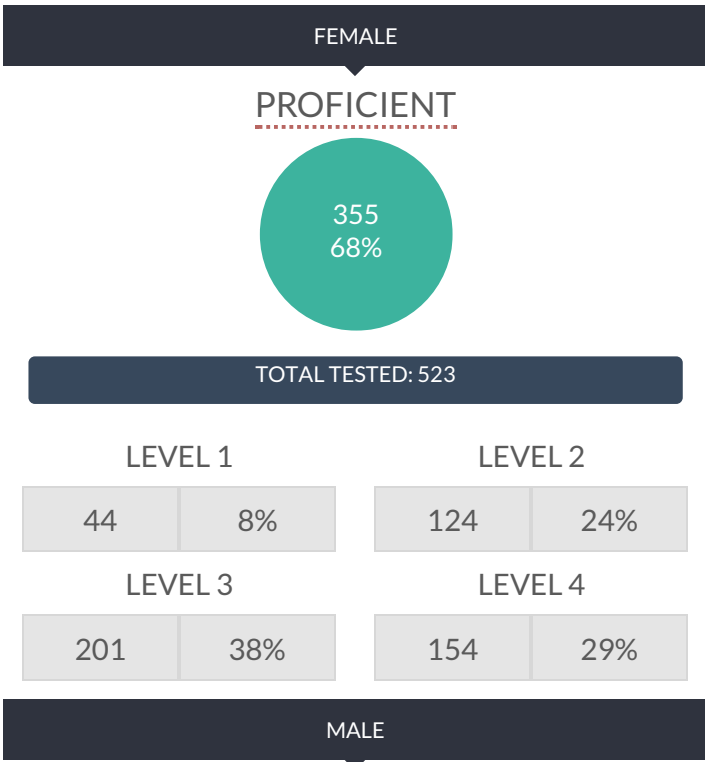 FEMALE
PROFICIENT
355
68%
TOTAL TESTED: 523
LEVEL 1 LEVEL 2
44 8% 124 24%
LEVEL 3 LEVEL 4
201 38% 154 29%
MALE